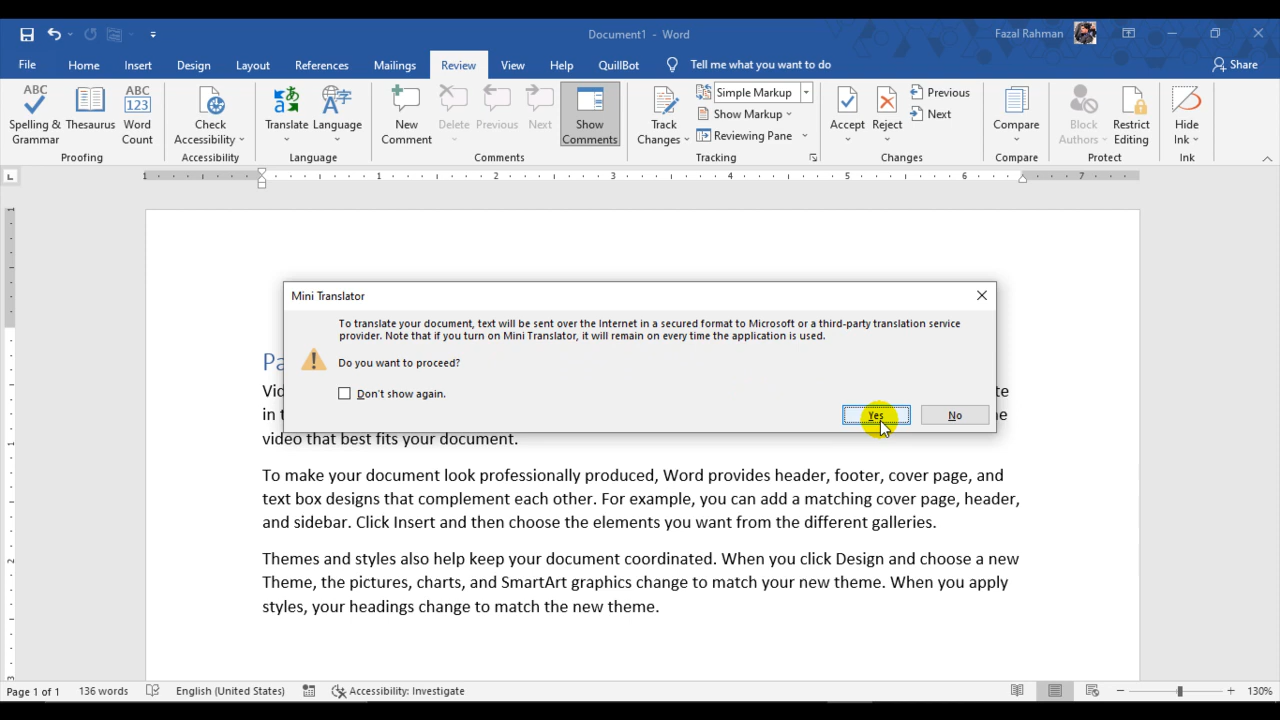 Document1 - Word
Fazal Rahman
File Home Insert Design Layout References Mailings Review View Help QuillBot Tell me what you want to do Share
ABC ABC 123
Spelling & Grammar Thesaurus Word Count Check Accessibility Translate Language New Comment Delete Previous Next Show Comments Track Changes Accept Reject Compare Block Authors Restrict Editing Hide Ink
Simple Markup
Show Markup
Reviewing Pane
Previous
Next
Proofing Accessibility Language Comments Tracking Changes Compare Protect Ink
1 1 2 3 4 5 6 7
Mini Translator
To translate your document, text will be sent over the Internet in a secured format to Microsoft or a third-party translation service
provider. Note that if you turn on Mini Translator, it will remain on every time the application is used.
Do you want to proceed?
Don't show again.
Yes No
video that best fits your document.
To make your document look professionally produced, Word provides header, footer, cover page, and
text box designs that complement each other. For example, you can add a matching cover page, header,
and sidebar. Click Insert and then choose the elements you want from the different galleries.
Themes and styles also help keep your document coordinated. When you click Design and choose a new
Theme, the pictures, charts, and SmartArt graphics change to match your new theme. When you apply
styles, your headings change to match the new theme.
Page 1 of 1 136 words English (United States) Accessibility: Investigate 130%